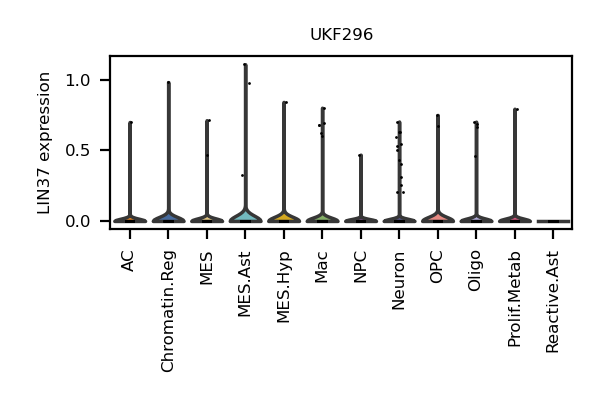 UKF296
LIN37 expression
1.0
0.5
0.0
AC
Chromatin.Reg
MES
MES.Ast
MES.Hyp
Mac
NPC
Neuron
OPC
Oligo
Prolif.Metab
Reactive.Ast